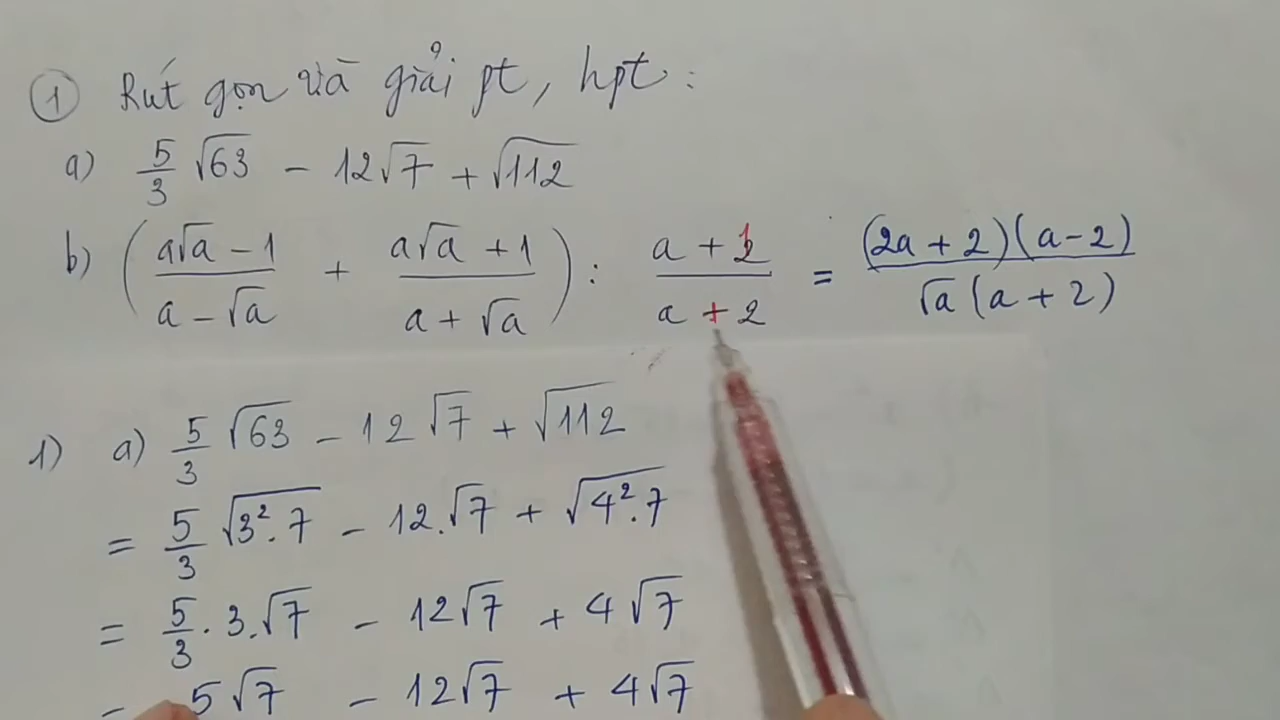 ① Rút gọn và giải pt, hpt :
a) 5/3 √63 - 12√7 + √112
b) ( (a√a - 1)/(a - √a) + (a√a + 1)/(a + √a) ) : (a + 1)/(a + 2) = (2a + 2)(a - 2)/(√a (a + 2))
1) a) 5/3 √63 - 12 √7 + √112
= 5/3 √(3² . 7) - 12.√7 + √(4² . 7)
= 5/3 . 3.√7 - 12√7 + 4√7
= 5√7 - 12√7 + 4√7